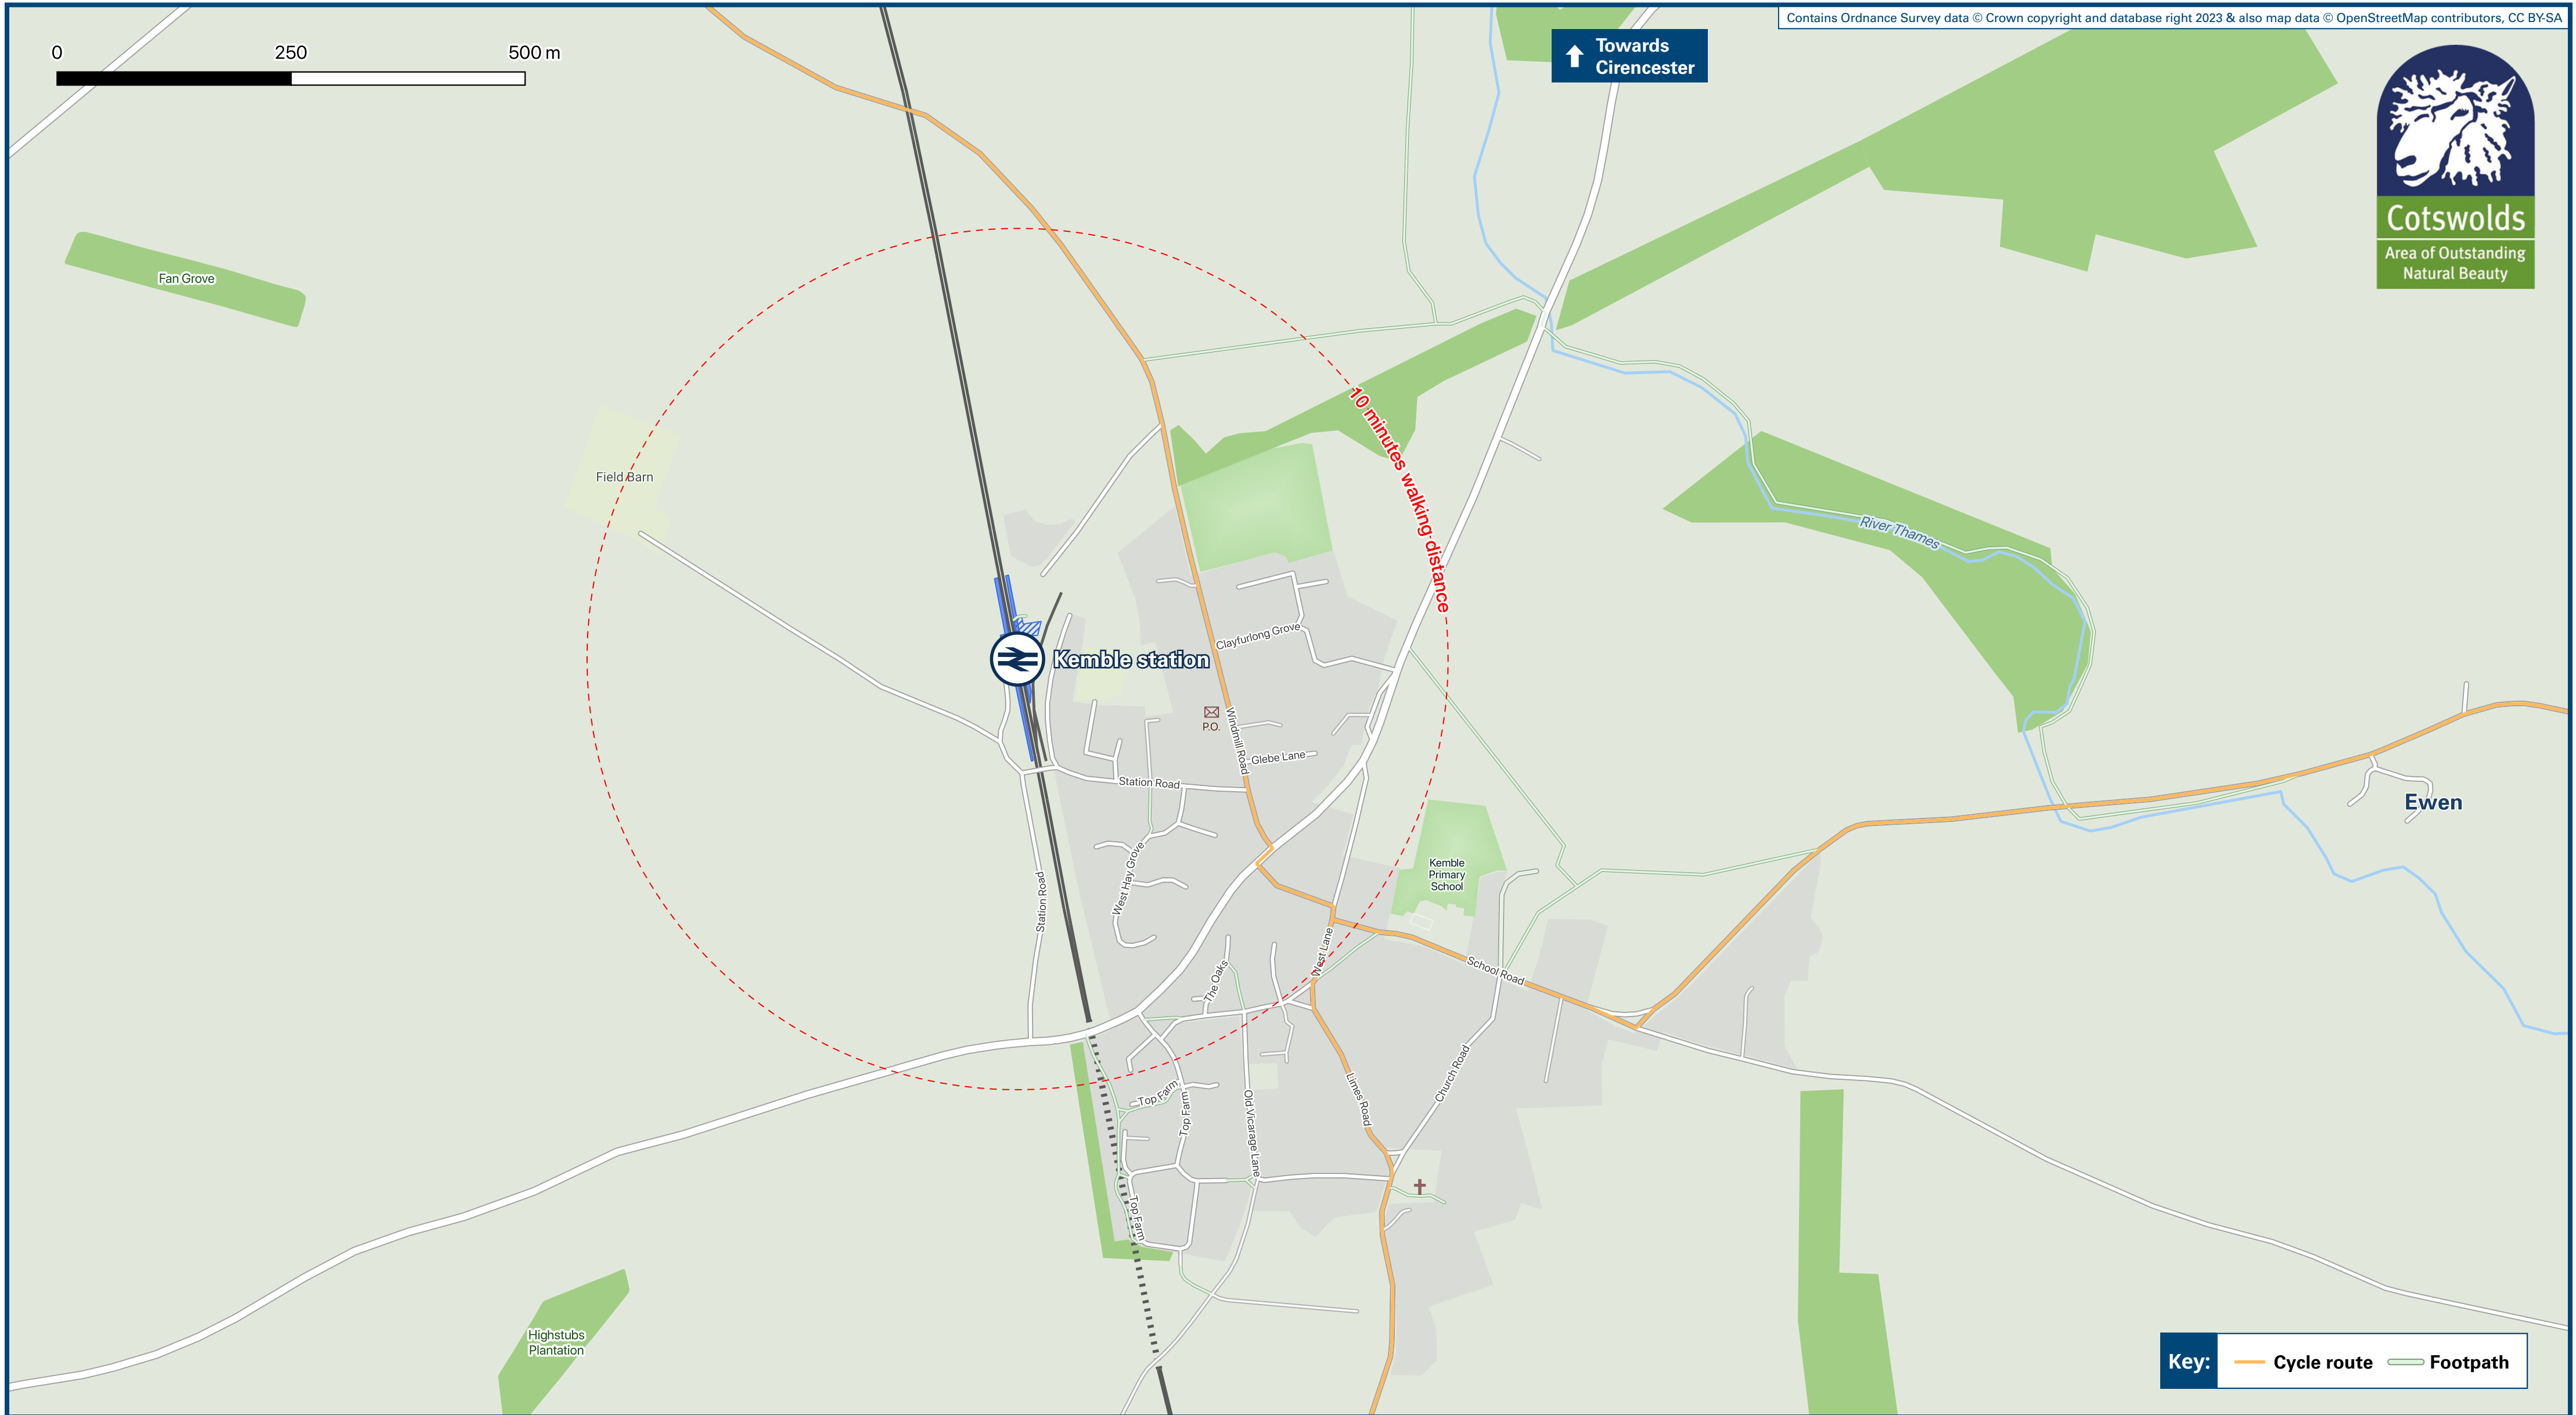 Contains Ordnance Survey data © Crown copyright and database right 2023 & also map data © OpenStreetMap contributors, CC BY-SA
0 250 500 m
Towards
Cirencester
Cotswolds
Area of Outstanding
Natural Beauty
Fan Grove
10 minutes walking distance
Field Barn
River Thames
Clayfurlong Grove
Kemble station
P.O.
Windmill Road
Glebe Lane
Station Road
Ewen
Kemble
Primary
School
West Hay Grove
Station Road
West Lane
School Road
The Oaks
Church Road
Limes Road
Top Farm
Top Farm
Old Vicarage Lane
Top Farm
Highstubs
Plantation
Key: Cycle route Footpath